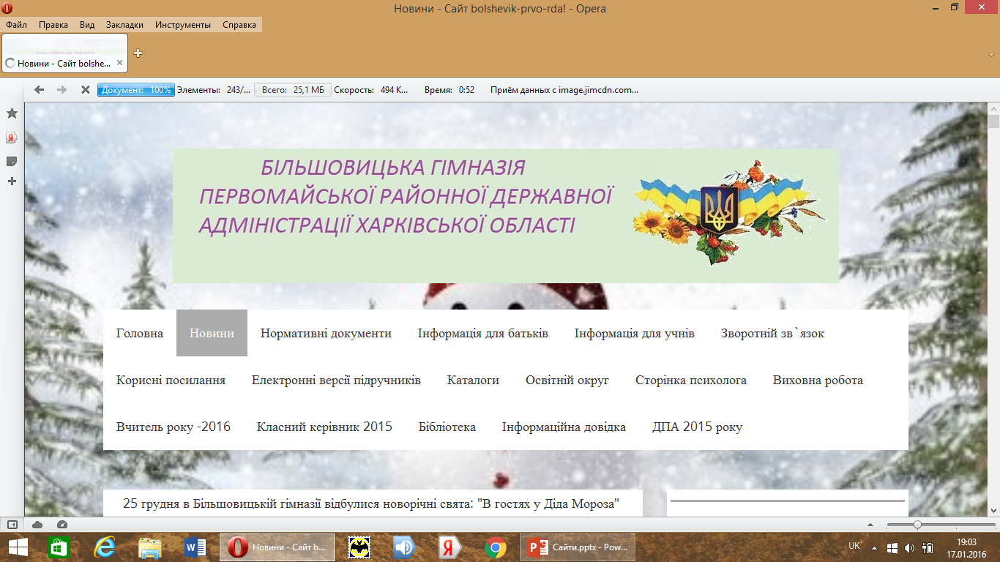 Новини - Сайт bolshevik-prvo-rda! - Opera
Файл Правка Вид Закладки Инструменты Справка
Новини - Сайт bolshe...
Документ: 100% Элементы: 243/... Всего: 25,1 МБ Скорость: 494 К... Время: 0:52 Приём данных с image.jimcdn.com...
БІЛЬШОВИЦЬКА ГІМНАЗІЯ
ПЕРВОМАЙСЬКОЇ РАЙОННОЇ ДЕРЖАВНОЇ
АДМІНІСТРАЦІЇ ХАРКІВСЬКОЇ ОБЛАСТІ
Головна Новини Нормативні документи Інформація для батьків Інформація для учнів Зворотній зв`язок
Корисні посилання Електронні версії підручників Каталоги Освітній округ Сторінка психолога Виховна робота
Вчитель року -2016 Класний керівник 2015 Бібліотека Інформаційна довідка ДПА 2015 року
25 грудня в Більшовицькій гімназії відбулися новорічні свята: "В гостях у Діда Мороза"
Новини - Сайт b... Сайти.pptx - Pow... UK 19:03
17.01.2016